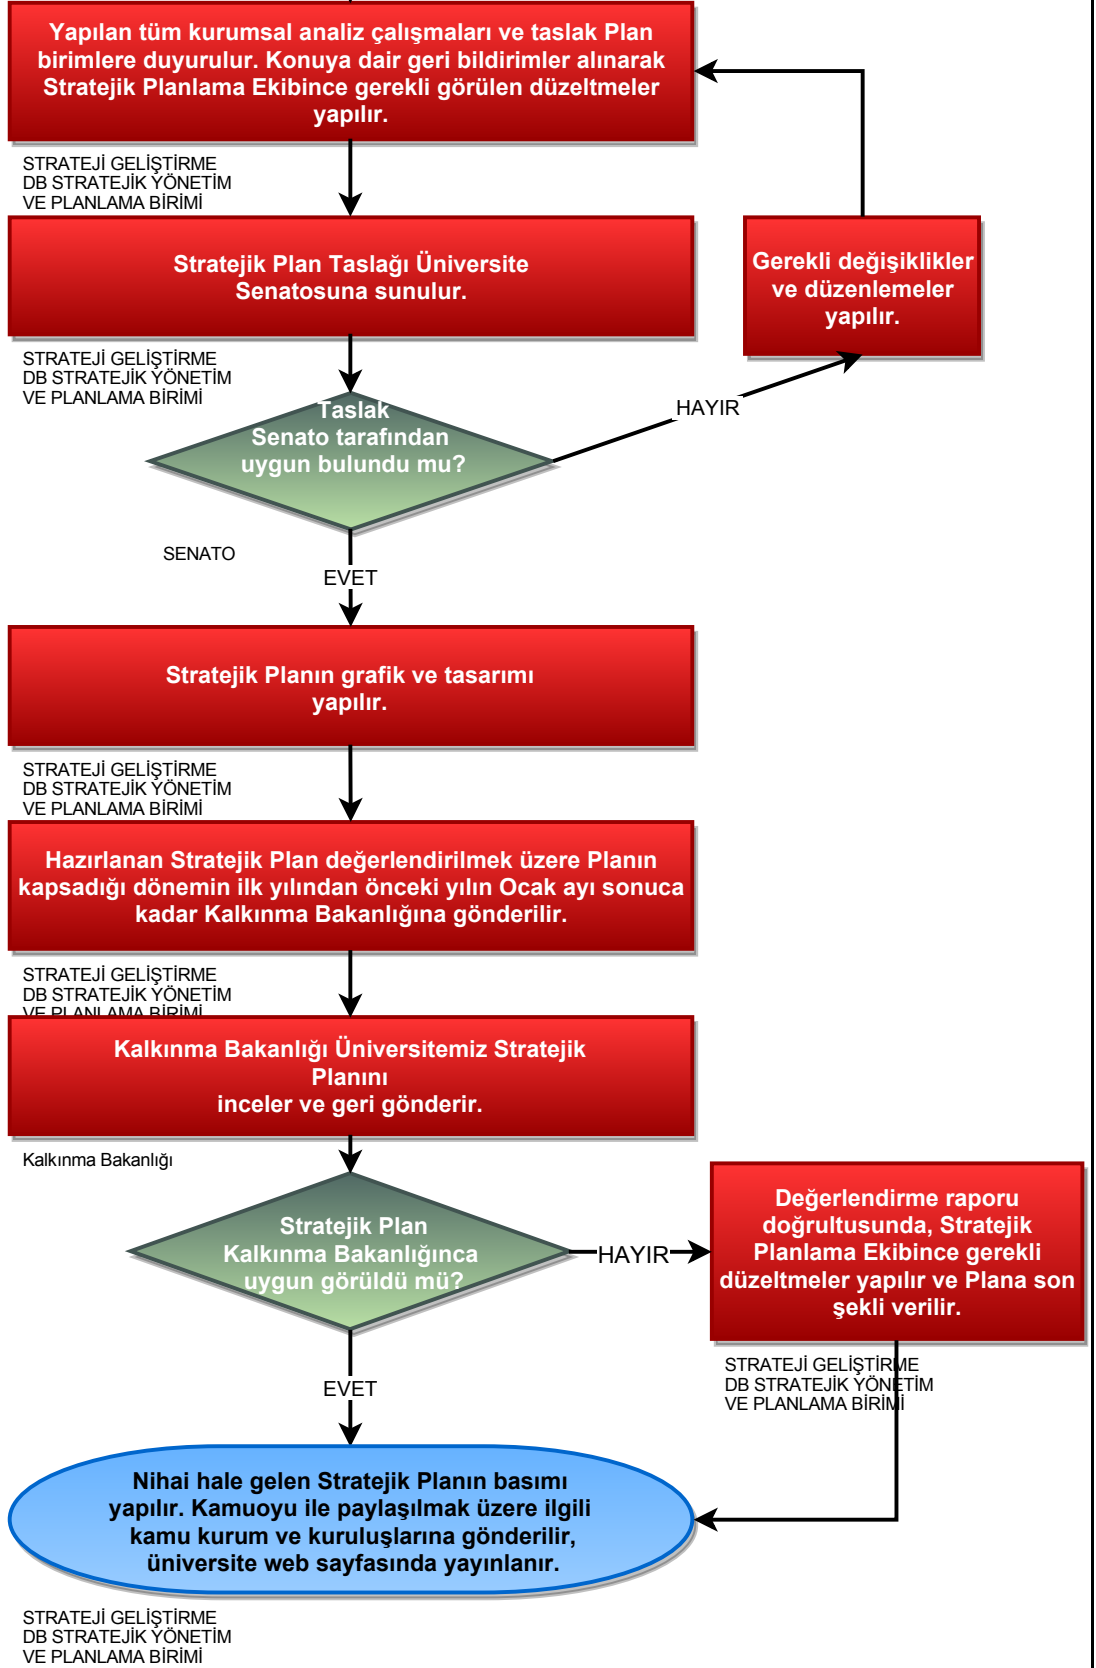 Yapılan tüm kurumsal analiz çalışmaları ve taslak Plan
birimlere duyurulur. Konuya dair geri bildirimler alınarak
Stratejik Planlama Ekibince gerekli görülen düzeltmeler
yapılır.
STRATEJİ GELİŞTİRME
DB STRATEJİK YÖNETİM
VE PLANLAMA BİRİMİ
Stratejik Plan Taslağı Üniversite
Senatosuna sunulur.
Gerekli değişiklikler
ve düzenlemeler
yapılır.
STRATEJİ GELİŞTİRME
DB STRATEJİK YÖNETİM
VE PLANLAMA BİRİMİ
Taslak
Senato tarafından
uygun bulundu mu?
HAYIR
SENATO
EVET
Stratejik Planın grafik ve tasarımı
yapılır.
STRATEJİ GELİŞTİRME
DB STRATEJİK YÖNETİM
VE PLANLAMA BİRİMİ
Hazırlanan Stratejik Plan değerlendirilmek üzere Planın
kapsadığı dönemin ilk yılından önceki yılın Ocak ayı sonuca
kadar Kalkınma Bakanlığına gönderilir.
STRATEJİ GELİŞTİRME
DB STRATEJİK YÖNETİM
VE PLANLAMA BİRİMİ
Kalkınma Bakanlığı Üniversitemiz Stratejik
Planını
inceler ve geri gönderir.
Kalkınma Bakanlığı
Stratejik Plan
Kalkınma Bakanlığınca
uygun görüldü mü?
HAYIR
Değerlendirme raporu
doğrultusunda, Stratejik
Planlama Ekibince gerekli
düzeltmeler yapılır ve Plana son
şekli verilir.
STRATEJİ GELİŞTİRME
DB STRATEJİK YÖNETİM
VE PLANLAMA BİRİMİ
EVET
Nihai hale gelen Stratejik Planın basımı
yapılır. Kamuoyu ile paylaşılmak üzere ilgili
kamu kurum ve kuruluşlarına gönderilir,
üniversite web sayfasında yayınlanır.
STRATEJİ GELİŞTİRME
DB STRATEJİK YÖNETİM
VE PLANLAMA BİRİMİ